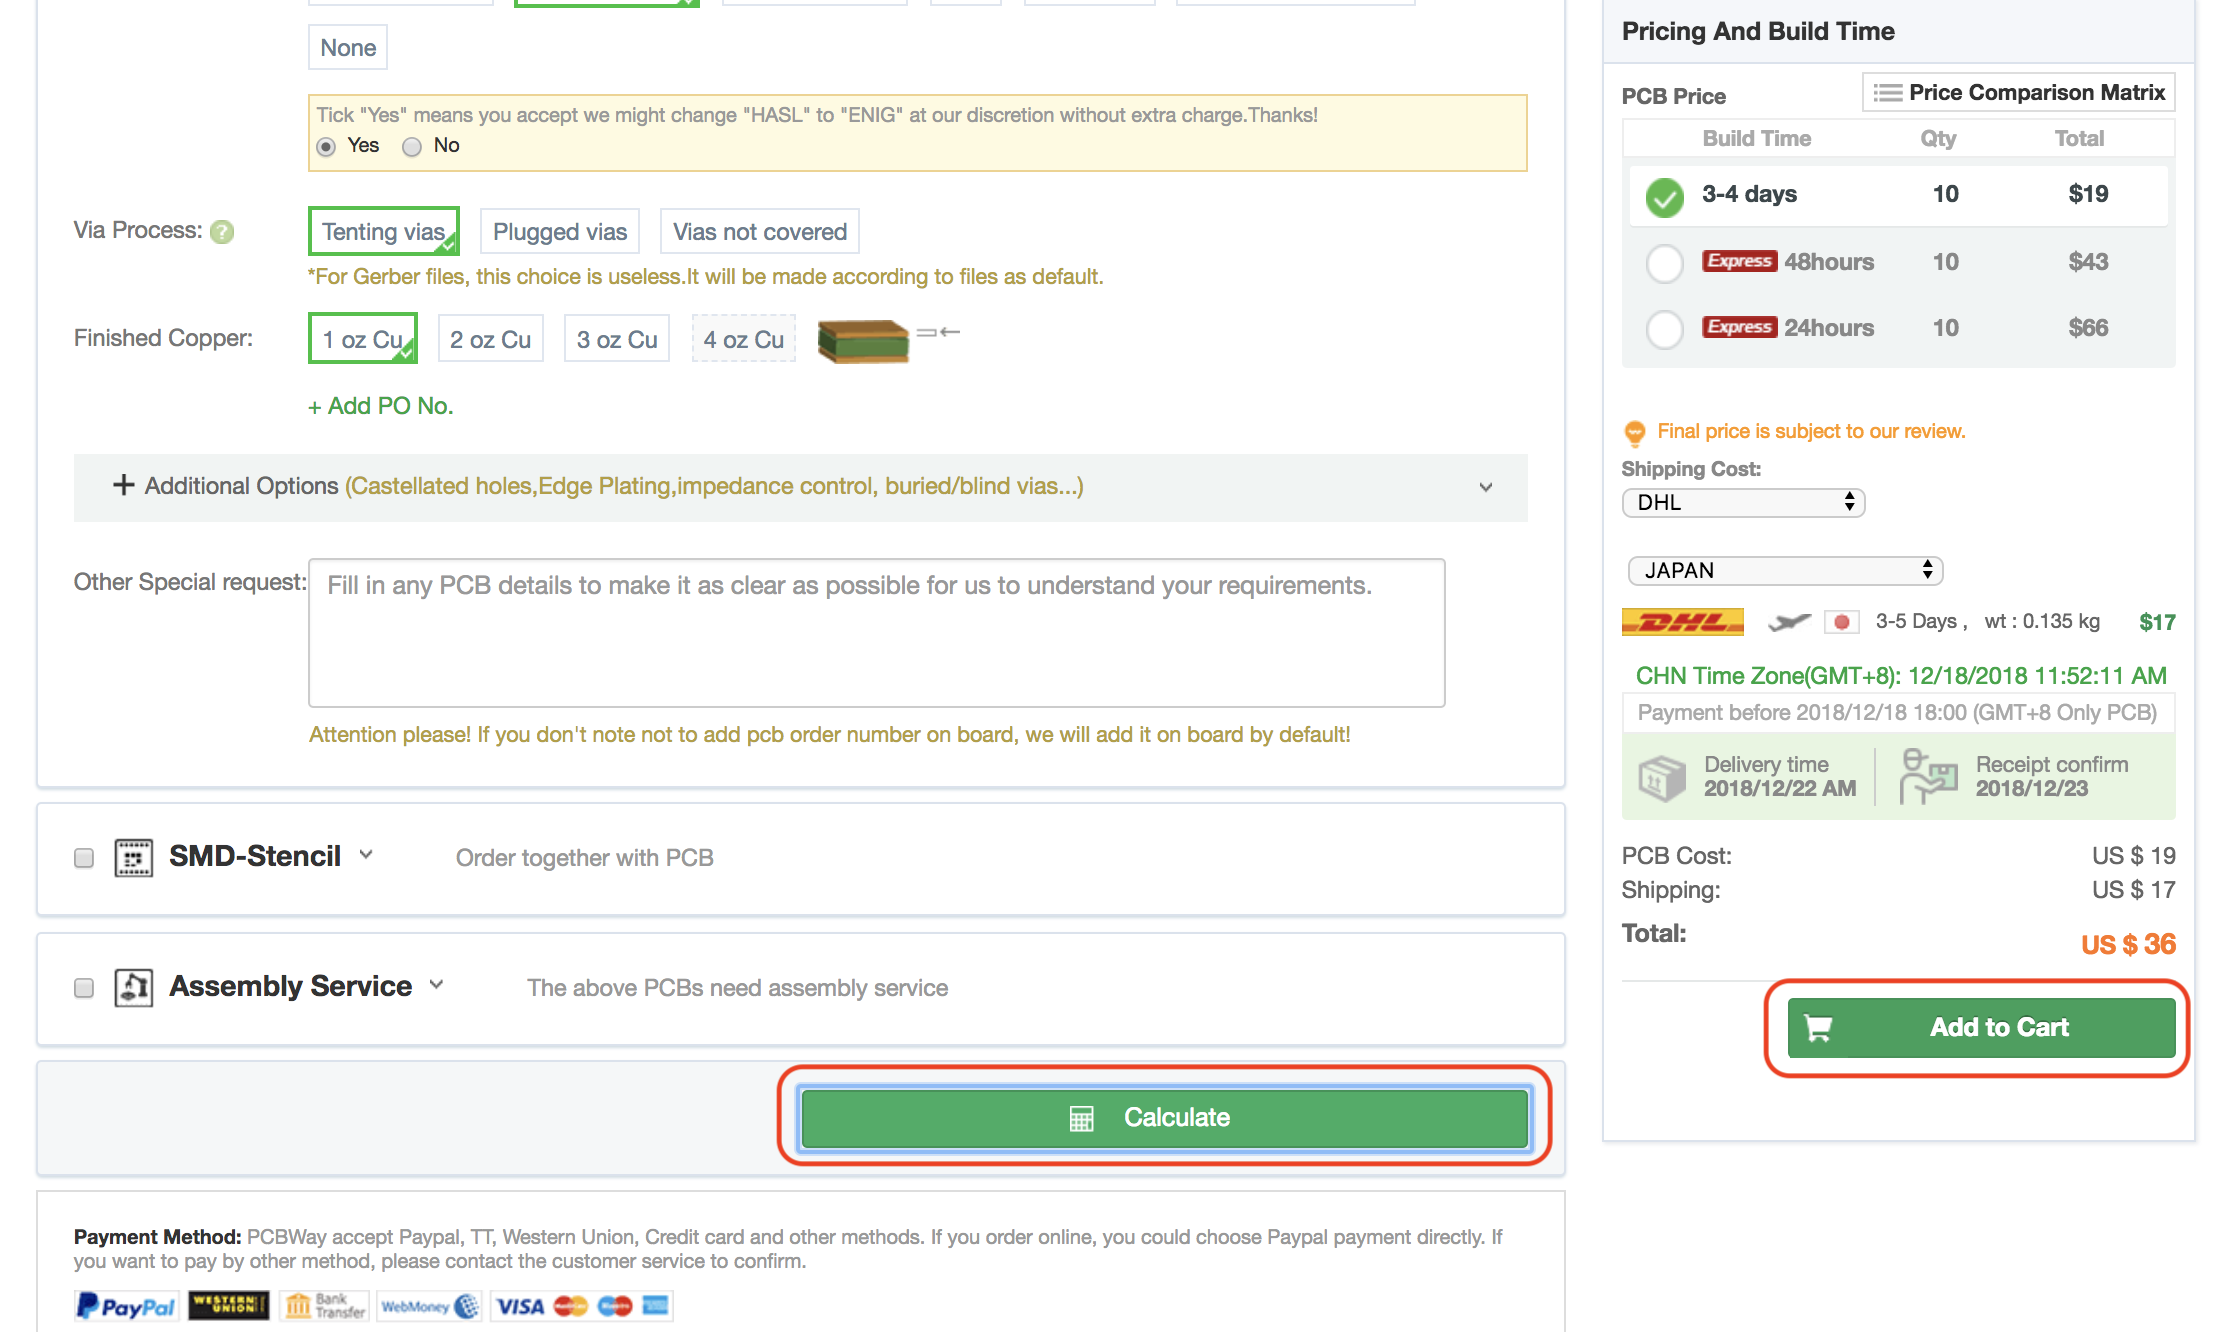 None
Tick "Yes" means you accept we might change "HASL" to "ENIG" at our discretion without extra charge.Thanks!
Yes No
Via Process: ?
Tenting vias Plugged vias Vias not covered
*For Gerber files, this choice is useless.It will be made according to files as default.
Finished Copper: 1 oz Cu 2 oz Cu 3 oz Cu 4 oz Cu
+ Add PO No.
+ Additional Options (Castellated holes,Edge Plating,impedance control, buried/blind vias...)
Other Special request: Fill in any PCB details to make it as clear as possible for us to understand your requirements.
Attention please! If you don't note not to add pcb order number on board, we will add it on board by default!
SMD-Stencil Order together with PCB
Assembly Service The above PCBs need assembly service
Calculate
Payment Method: PCBWay accept Paypal, TT, Western Union, Credit card and other methods. If you order online, you could choose Paypal payment directly. If
you want to pay by other method, please contact the customer service to confirm.
PayPal WESTERN UNION Bank Transfer WebMoney VISA
Pricing And Build Time
PCB Price Price Comparison Matrix
Build Time Qty Total
3-4 days 10 $19
Express 48hours 10 $43
Express 24hours 10 $66
Final price is subject to our review.
Shipping Cost:
DHL
JAPAN
DHL 3-5 Days , wt : 0.135 kg $17
CHN Time Zone(GMT+8): 12/18/2018 11:52:11 AM
Payment before 2018/12/18 18:00 (GMT+8 Only PCB)
Delivery time Receipt confirm
2018/12/22 AM 2018/12/23
PCB Cost: US $ 19
Shipping: US $ 17
Total: US $ 36
Add to Cart